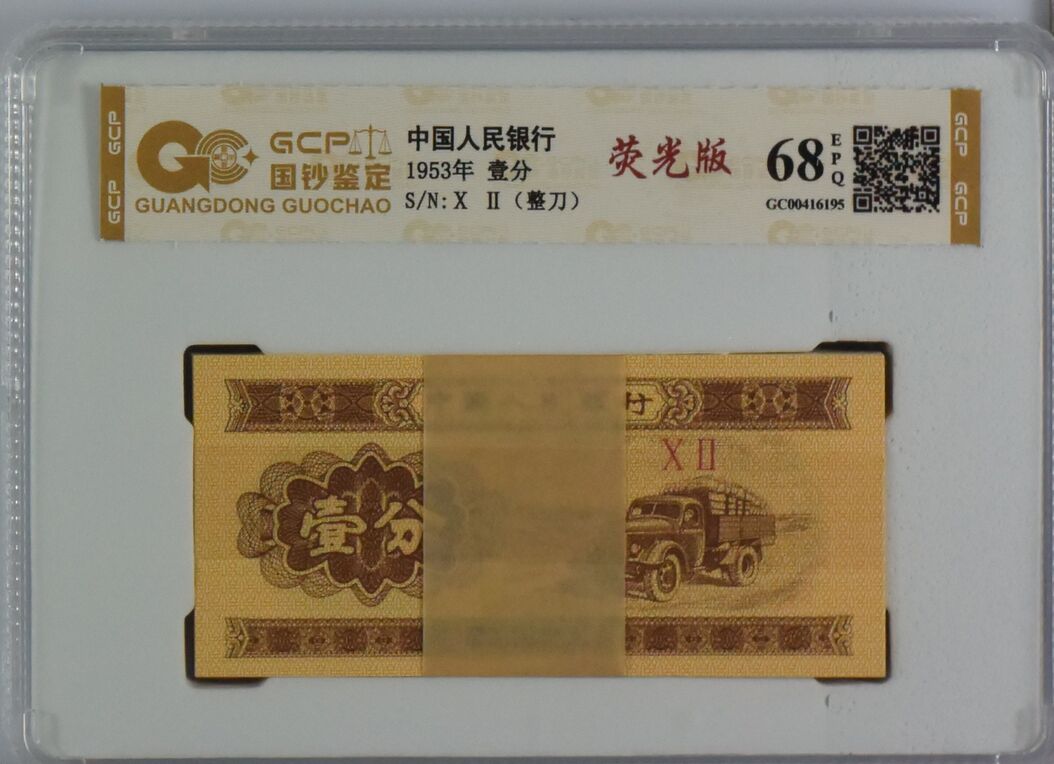 GCP
GCP
GCP
国钞鉴定
GUANGDONG GUOCHAO
中国人民银行
1953年 壹分
S/N: X Ⅱ (整刀)
荧光版
68
EPQ
GC00416195
GCP
GCP
付
X Ⅱ
壹分